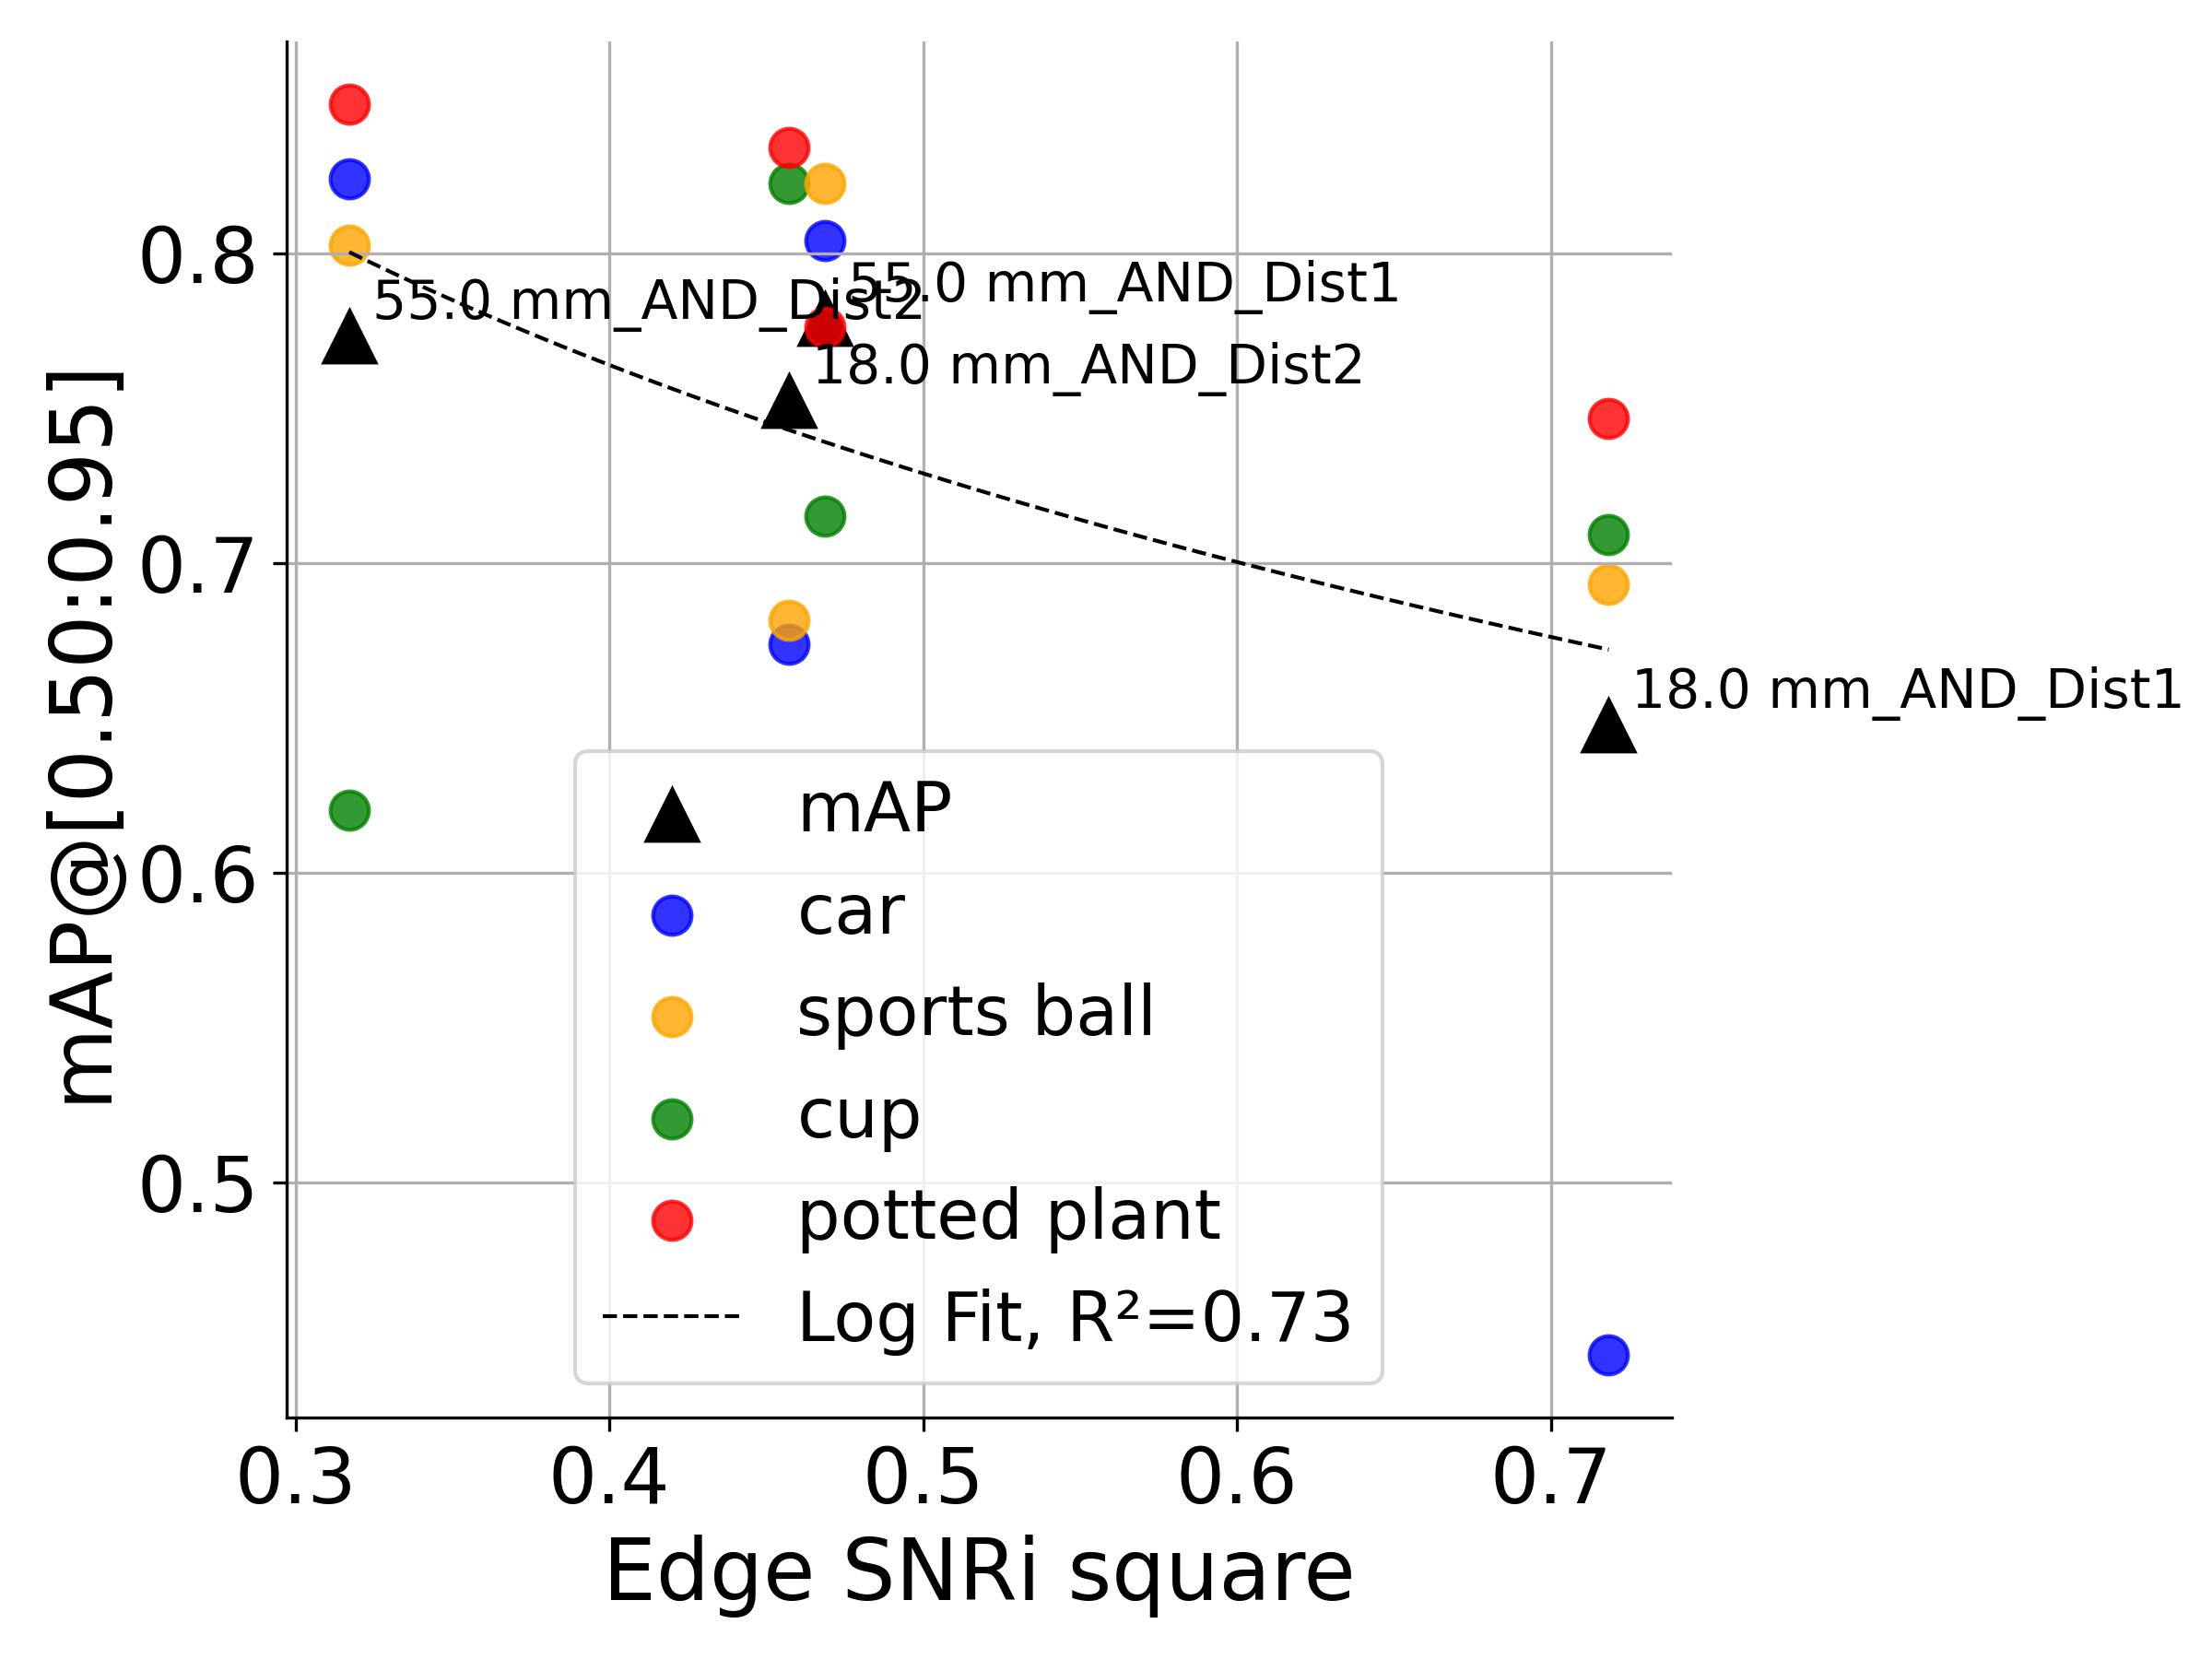 mAP@[0.50:0.95]
0.8
0.7
0.6
0.5
55.0 mm_AND_Dist2
55.0 mm_AND_Dist1
18.0 mm_AND_Dist2
18.0 mm_AND_Dist1
mAP
car
sports ball
cup
potted plant
Log Fit, R²=0.73
0.3
0.4
0.5
0.6
0.7
Edge SNRi square